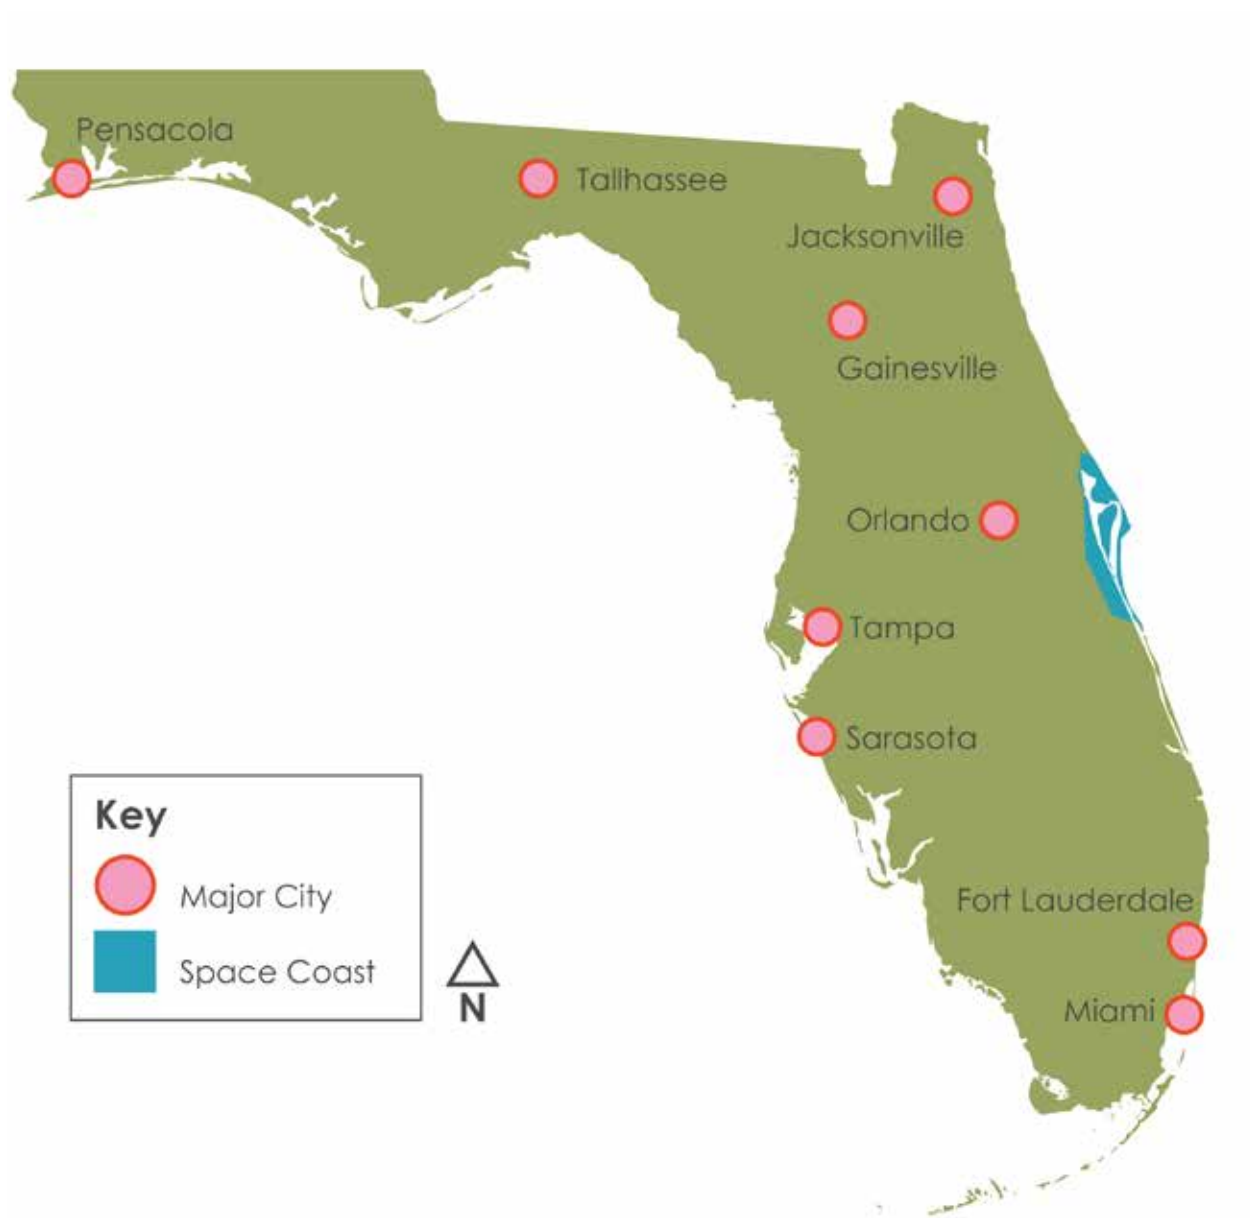 Pensacola
Tallhassee
Jacksonville
Gainesville
Orlando
Tampa
Sarasota
Key
Major City
Space Coast
N
Fort Lauderdale
Miami